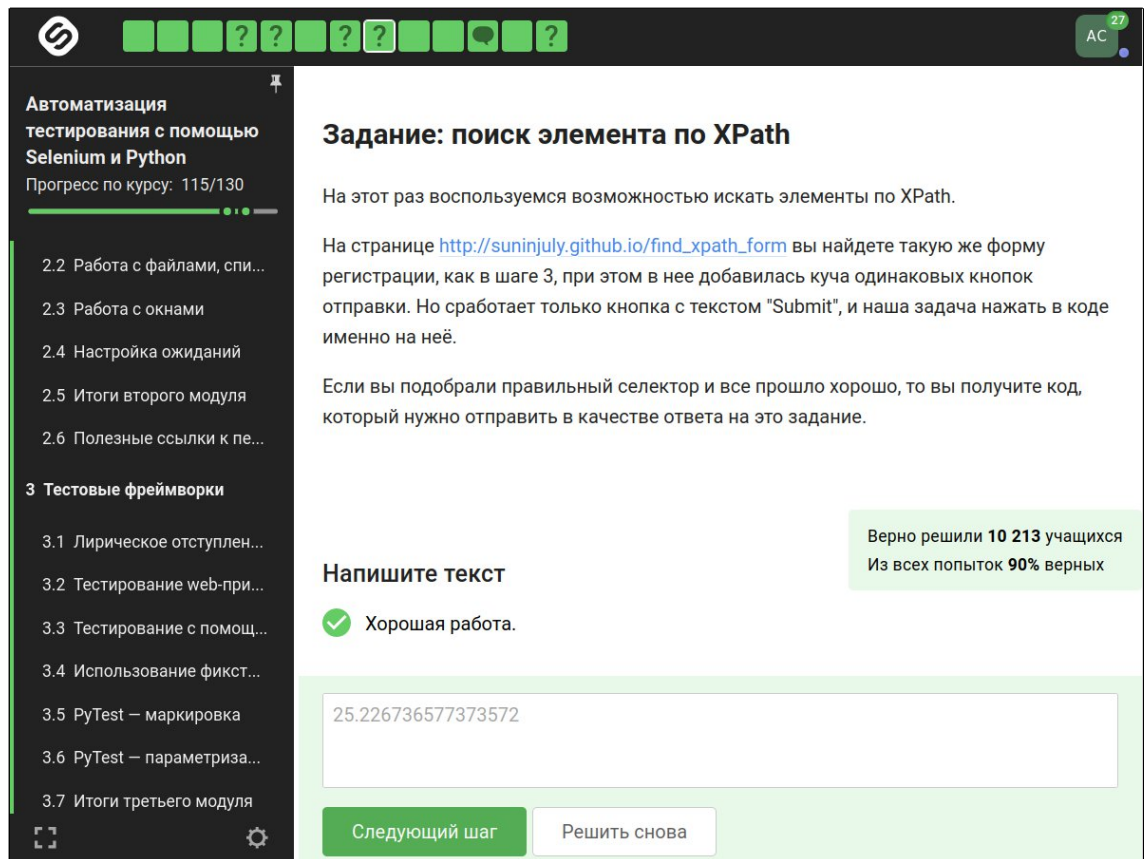 ? ? ? ? ?
АС
27
Автоматизация
тестирования с помощью
Selenium и Python
Прогресс по курсу: 115/130
2.2 Работа с файлами, спи...
2.3 Работа с окнами
2.4 Настройка ожиданий
2.5 Итоги второго модуля
2.6 Полезные ссылки к пе...
3 Тестовые фреймворки
3.1 Лирическое отступлен...
3.2 Тестирование web-при...
3.3 Тестирование с помощ...
3.4 Использование фикст...
3.5 PyTest — маркировка
3.6 PyTest — параметриза...
3.7 Итоги третьего модуля
Задание: поиск элемента по XPath
На этот раз воспользуемся возможностью искать элементы по XPath.
На странице http://suninjuly.github.io/find_xpath_form вы найдете такую же форму
регистрации, как в шаге 3, при этом в нее добавилась куча одинаковых кнопок
отправки. Но сработает только кнопка с текстом "Submit", и наша задача нажать в коде
именно на неё.
Если вы подобрали правильный селектор и все прошло хорошо, то вы получите код,
который нужно отправить в качестве ответа на это задание.
Верно решили 10 213 учащихся
Из всех попыток 90% верных
Напишите текст
Хорошая работа.
25.226736577373572
Следующий шаг
Решить снова